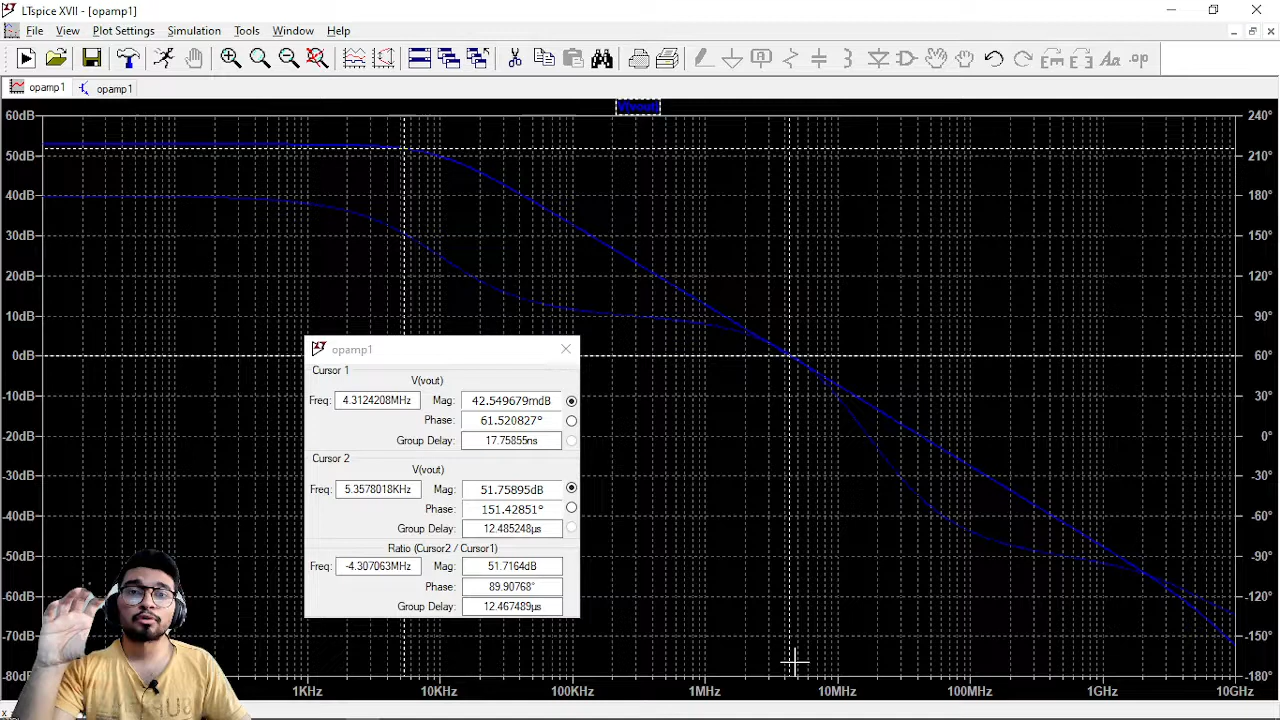 LTspice XVII - [opamp1]
File View Plot Settings Simulation Tools Window Help
opamp1 opamp1
V(vout)
60dB 240°
50dB 210°
40dB 180°
30dB 150°
20dB 120°
10dB 90°
0dB 60°
-10dB 30°
-20dB 0°
-30dB -30°
-40dB -60°
-50dB -90°
-60dB -120°
-70dB -150°
-80dB -180°
1KHz 10KHz 100KHz 1MHz 10MHz 100MHz 1GHz 10GHz
opamp1
Cursor 1
V(vout)
Freq: 4.3124208MHz Mag: 42.549679mdB
Phase: 61.520827°
Group Delay: 17.75855ns
Cursor 2
V(vout)
Freq: 5.3578018KHz Mag: 51.75895dB
Phase: 151.42851°
Group Delay: 12.485248µs
Ratio (Cursor2 / Cursor1)
Freq: -4.307063MHz Mag: 51.7164dB
Phase: 89.90768°
Group Delay: 12.467489µs